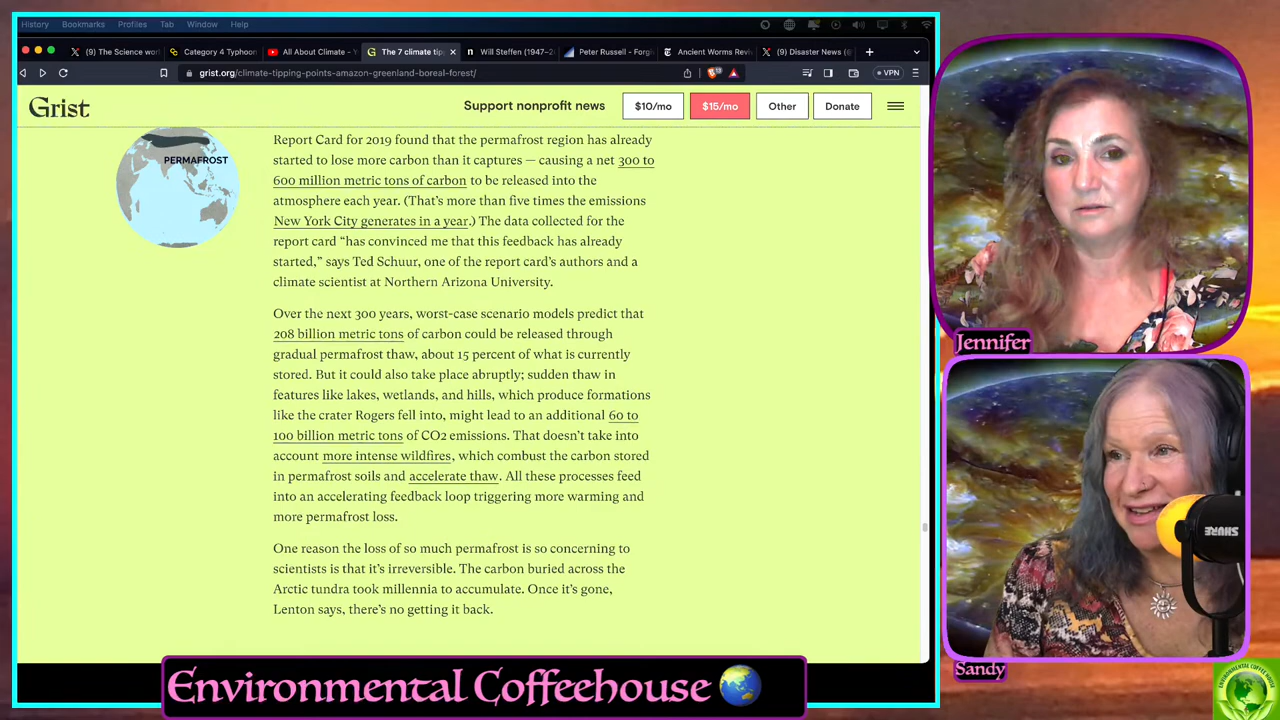 History Bookmarks Profiles Tab Window Help
(9) The Science wor
Category 4 Typhoon
All About Climate - Y
The 7 climate tip
Will Steffen (1947–2
Peter Russell - Forgi
Ancient Worms Revi
(9) Disaster News (@
grist.org/climate-tipping-points-amazon-greenland-boreal-forest/
VPN
Grist
Support nonprofit news
$10/mo
$15/mo
Other
Donate
PERMAFROST
Report Card for 2019 found that the permafrost region has already
started to lose more carbon than it captures — causing a net 300 to
600 million metric tons of carbon to be released into the
atmosphere each year. (That’s more than five times the emissions
New York City generates in a year.) The data collected for the
report card “has convinced me that this feedback has already
started,” says Ted Schuur, one of the report card’s authors and a
climate scientist at Northern Arizona University.
Over the next 300 years, worst-case scenario models predict that
208 billion metric tons of carbon could be released through
gradual permafrost thaw, about 15 percent of what is currently
stored. But it could also take place abruptly; sudden thaw in
features like lakes, wetlands, and hills, which produce formations
like the crater Rogers fell into, might lead to an additional 60 to
100 billion metric tons of CO2 emissions. That doesn’t take into
account more intense wildfires, which combust the carbon stored
in permafrost soils and accelerate thaw. All these processes feed
into an accelerating feedback loop triggering more warming and
more permafrost loss.
One reason the loss of so much permafrost is so concerning to
scientists is that it’s irreversible. The carbon buried across the
Arctic tundra took millennia to accumulate. Once it’s gone,
Lenton says, there’s no getting it back.
Jennifer
SHURE
Sandy
Environmental Coffeehouse